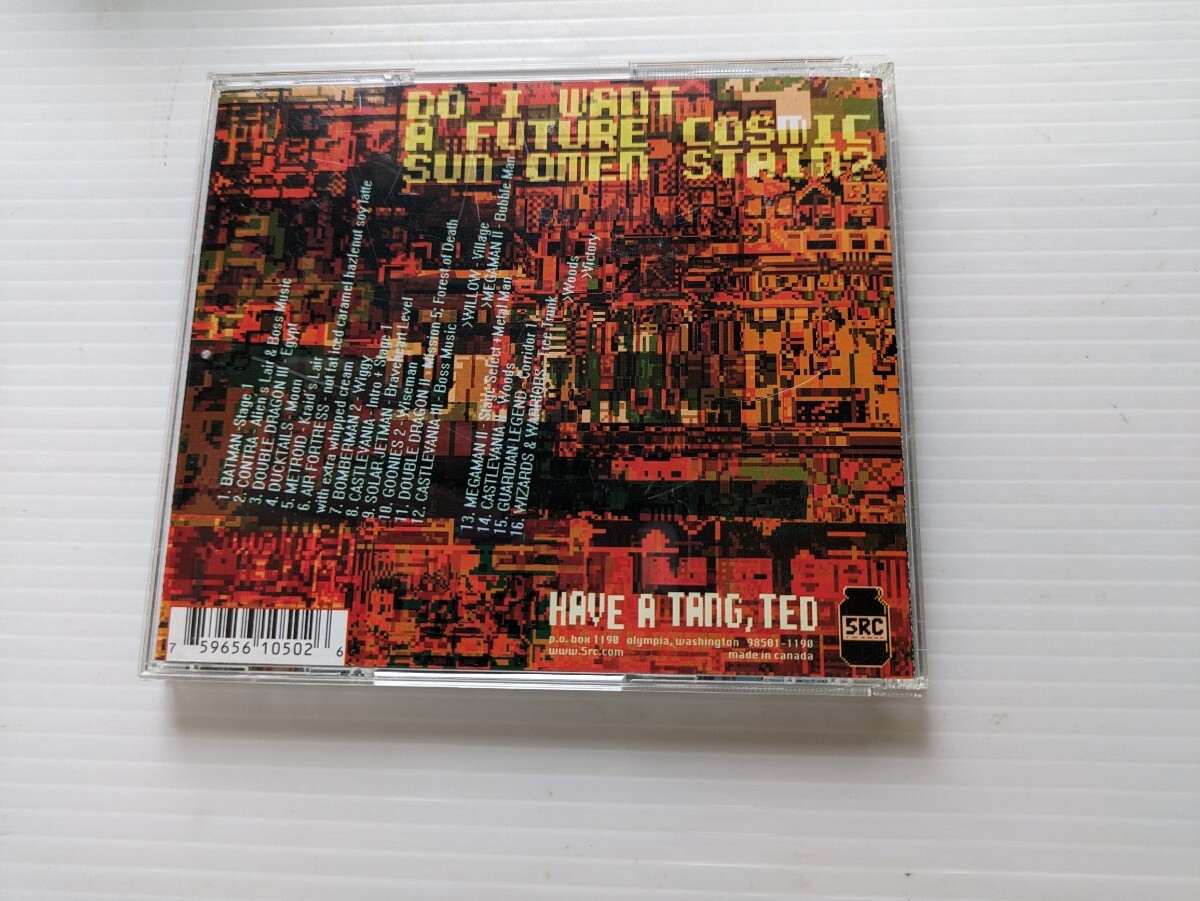 DO I WANT
A FUTURE COSMIC
SUN OMEN STAIN?
1. BATMAN -Stage 1
2. CONTRA - Alien's Lair & Boss Music
3. DOUBLE DRAGON III - Egypt
4. DUCKTAILS - Moon
5. METROID - Kraid's Lair
6. AIR FORTRESS - not fat iced caramel hazlenut soy latte
with extra whipped cream
7. BOMBERMAN 2 - Wiggy
8. CASTLEVANIA - Intro + Stage 1
9. SOLAR JETMAN - Braveheart Level
10. GOONIES 2 - Wiseman
11. DOUBLE DRAGON II - Mission 5: Forest of Death
12. CASTLEVANIA III - Boss Music
>WILLOW - Village
>MEGAMAN II - Bubble Man
13. MEGAMAN II - Stage Select +Metal Man
14. CASTLEVANIA II - Woods
15. GUARDIAN LEGEND - Corridor 1
16. WIZARDS & WARRIORS - Tree Trunk
>Woods
>Victory
HAVE A TANG, TED
p.o. box 1190 olympia, washington 98501-1190
www.5rc.com
made in canada
5RC
7 59656 10502 6